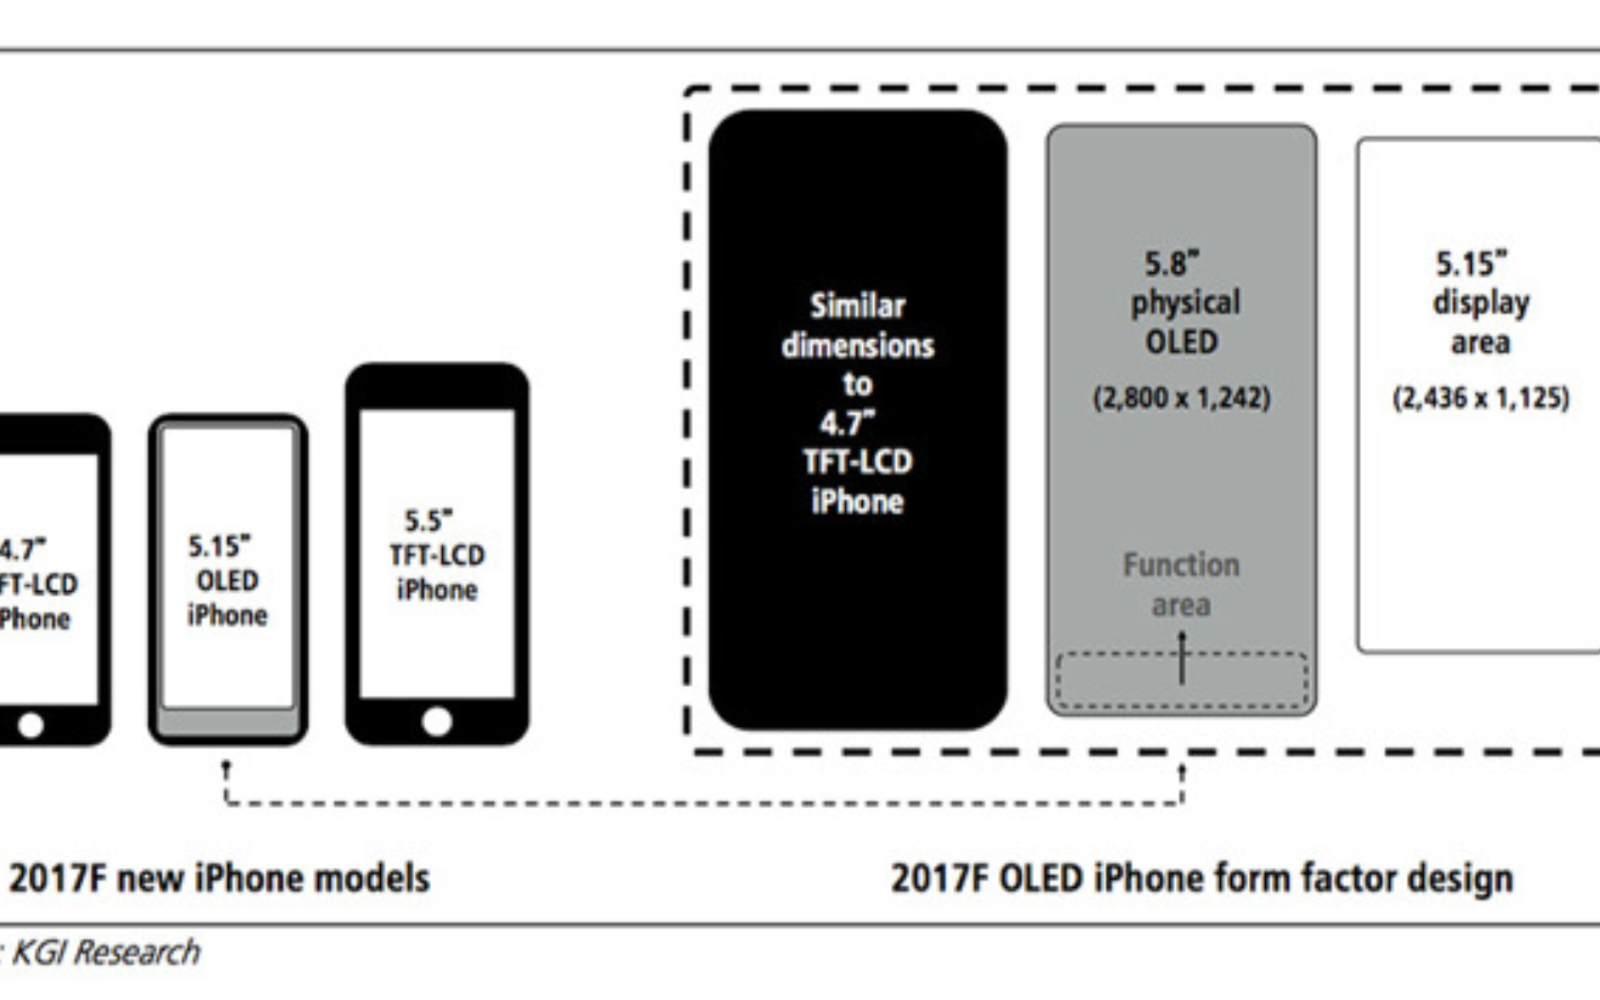 4.7”
FT-LCD
Phone
5.15”
OLED
iPhone
5.5”
TFT-LCD
iPhone
Similar
dimensions
to
4.7”
TFT-LCD
iPhone
5.8”
physical
OLED
(2,800 x 1,242)
Function
area
5.15”
display
area
(2,436 x 1,125)
2017F new iPhone models
2017F OLED iPhone form factor design
: KGI Research